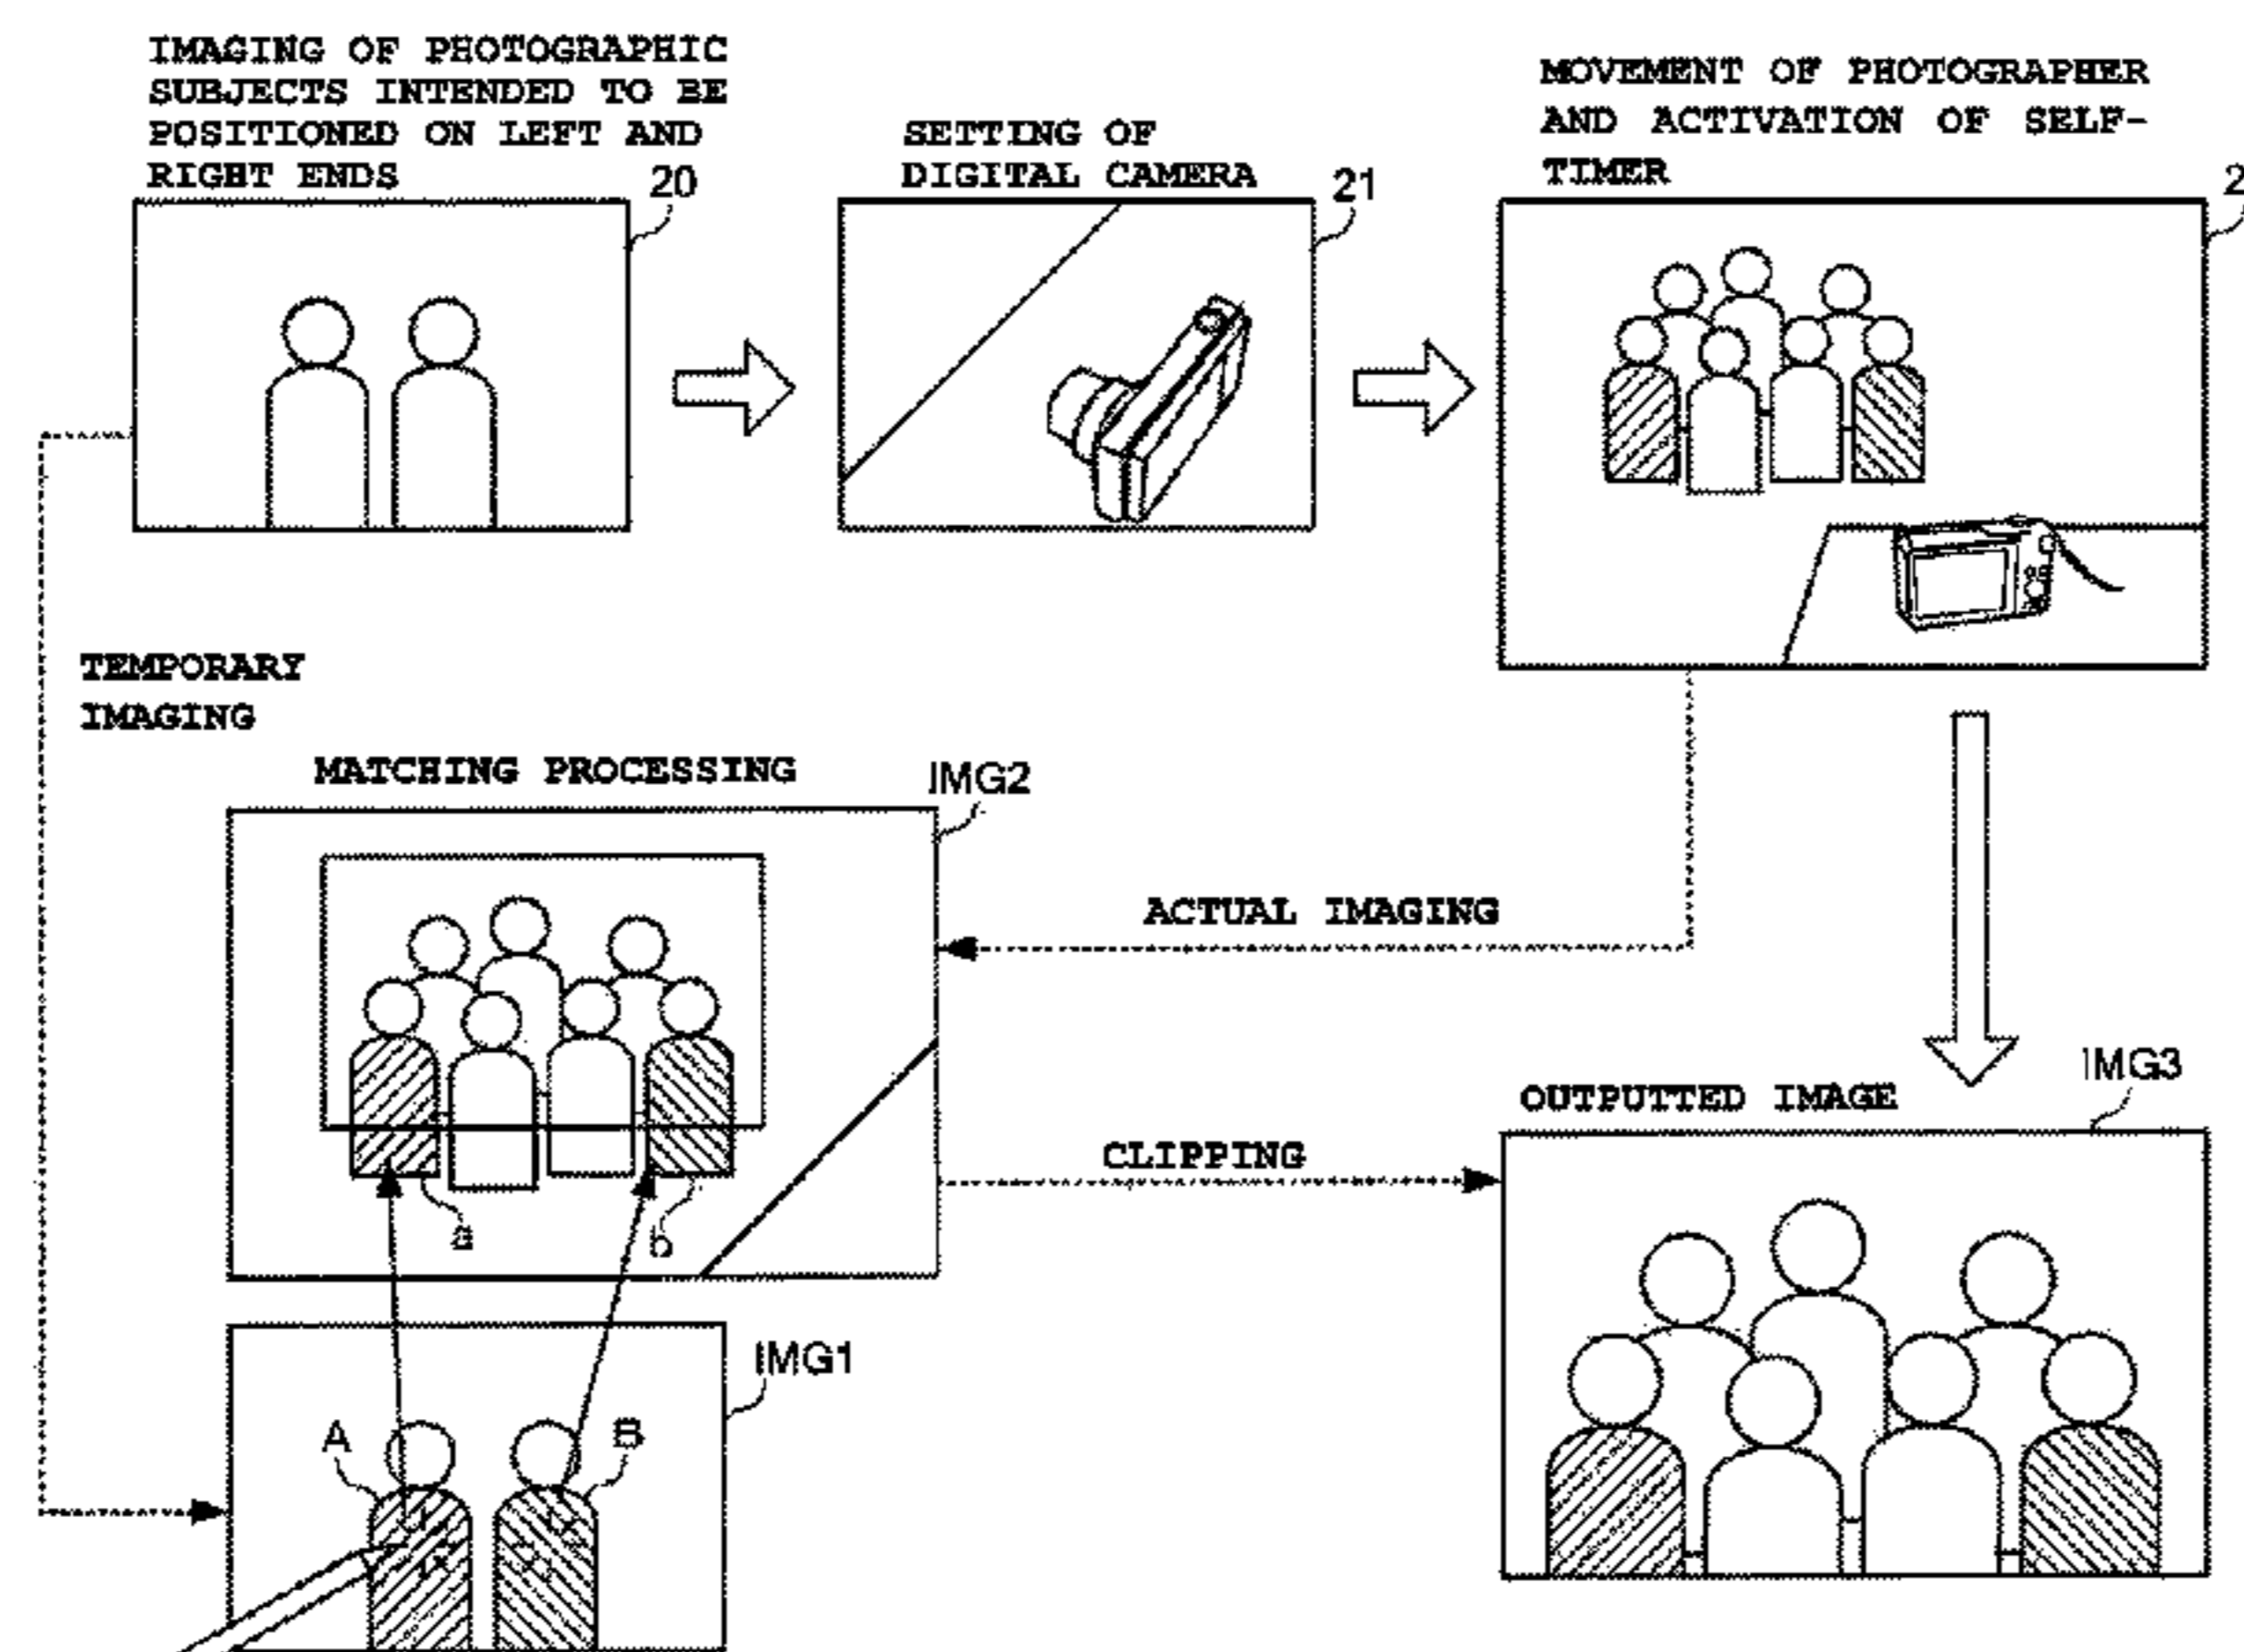 IMAGING OF PHOTOGRAPHIC
SUBJECTS INTENDED TO BE
POSITIONED ON LEFT AND
RIGHT ENDS
20
SETTING OF
DIGITAL CAMERA
21
MOVEMENT OF PHOTOGRAPHER
AND ACTIVATION OF SELF-
TIMER
TEMPORARY
IMAGING
MATCHING PROCESSING
IMG2
ACTUAL IMAGING
a
b
CLIPPING
OUTPUTTED IMAGE
IMG3
IMG1
A
B